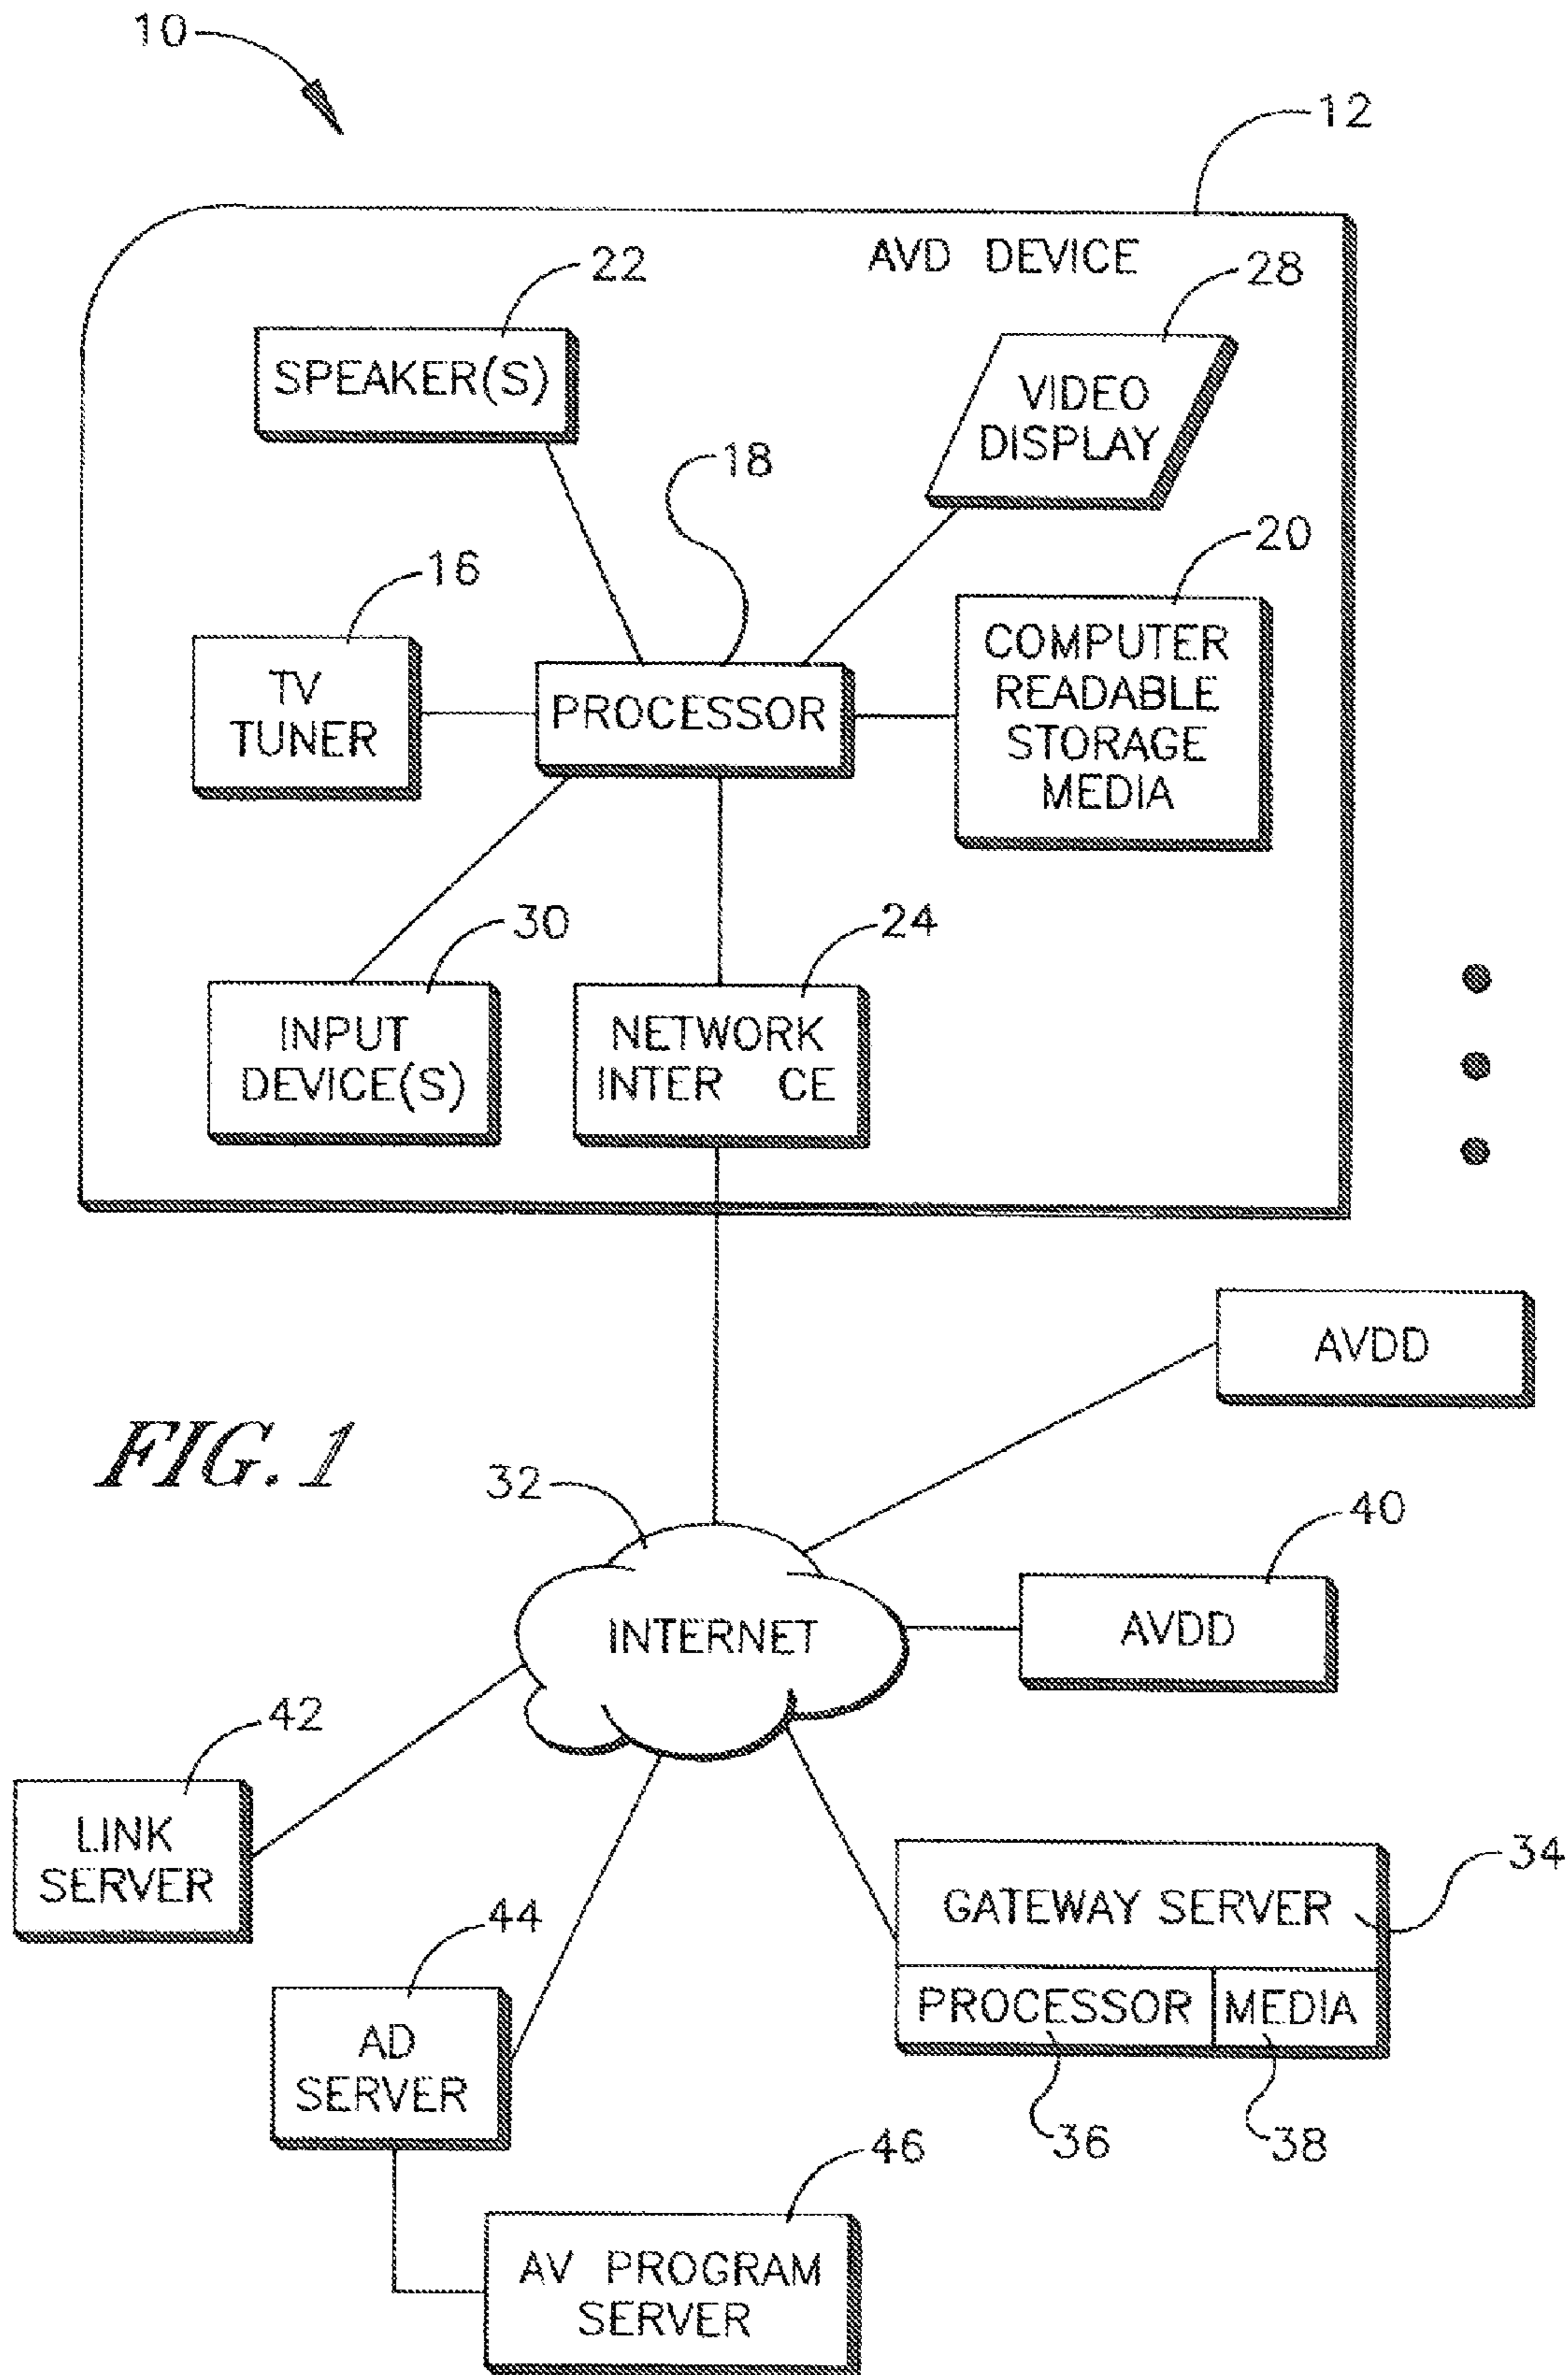 10
12
AVD DEVICE
22
28
SPEAKER(S)
VIDEO
DISPLAY
18
16
20
TV
TUNER
PROCESSOR
COMPUTER
READABLE
STORAGE
MEDIA
30
24
INPUT
DEVICE(S)
NETWORK
INTER CE
AVDD
FIG. 1
32
40
INTERNET
AVDD
42
LINK
SERVER
34
GATEWAY SERVER
PROCESSOR
MEDIA
44
AD
SERVER
36
38
46
AV PROGRAM
SERVER